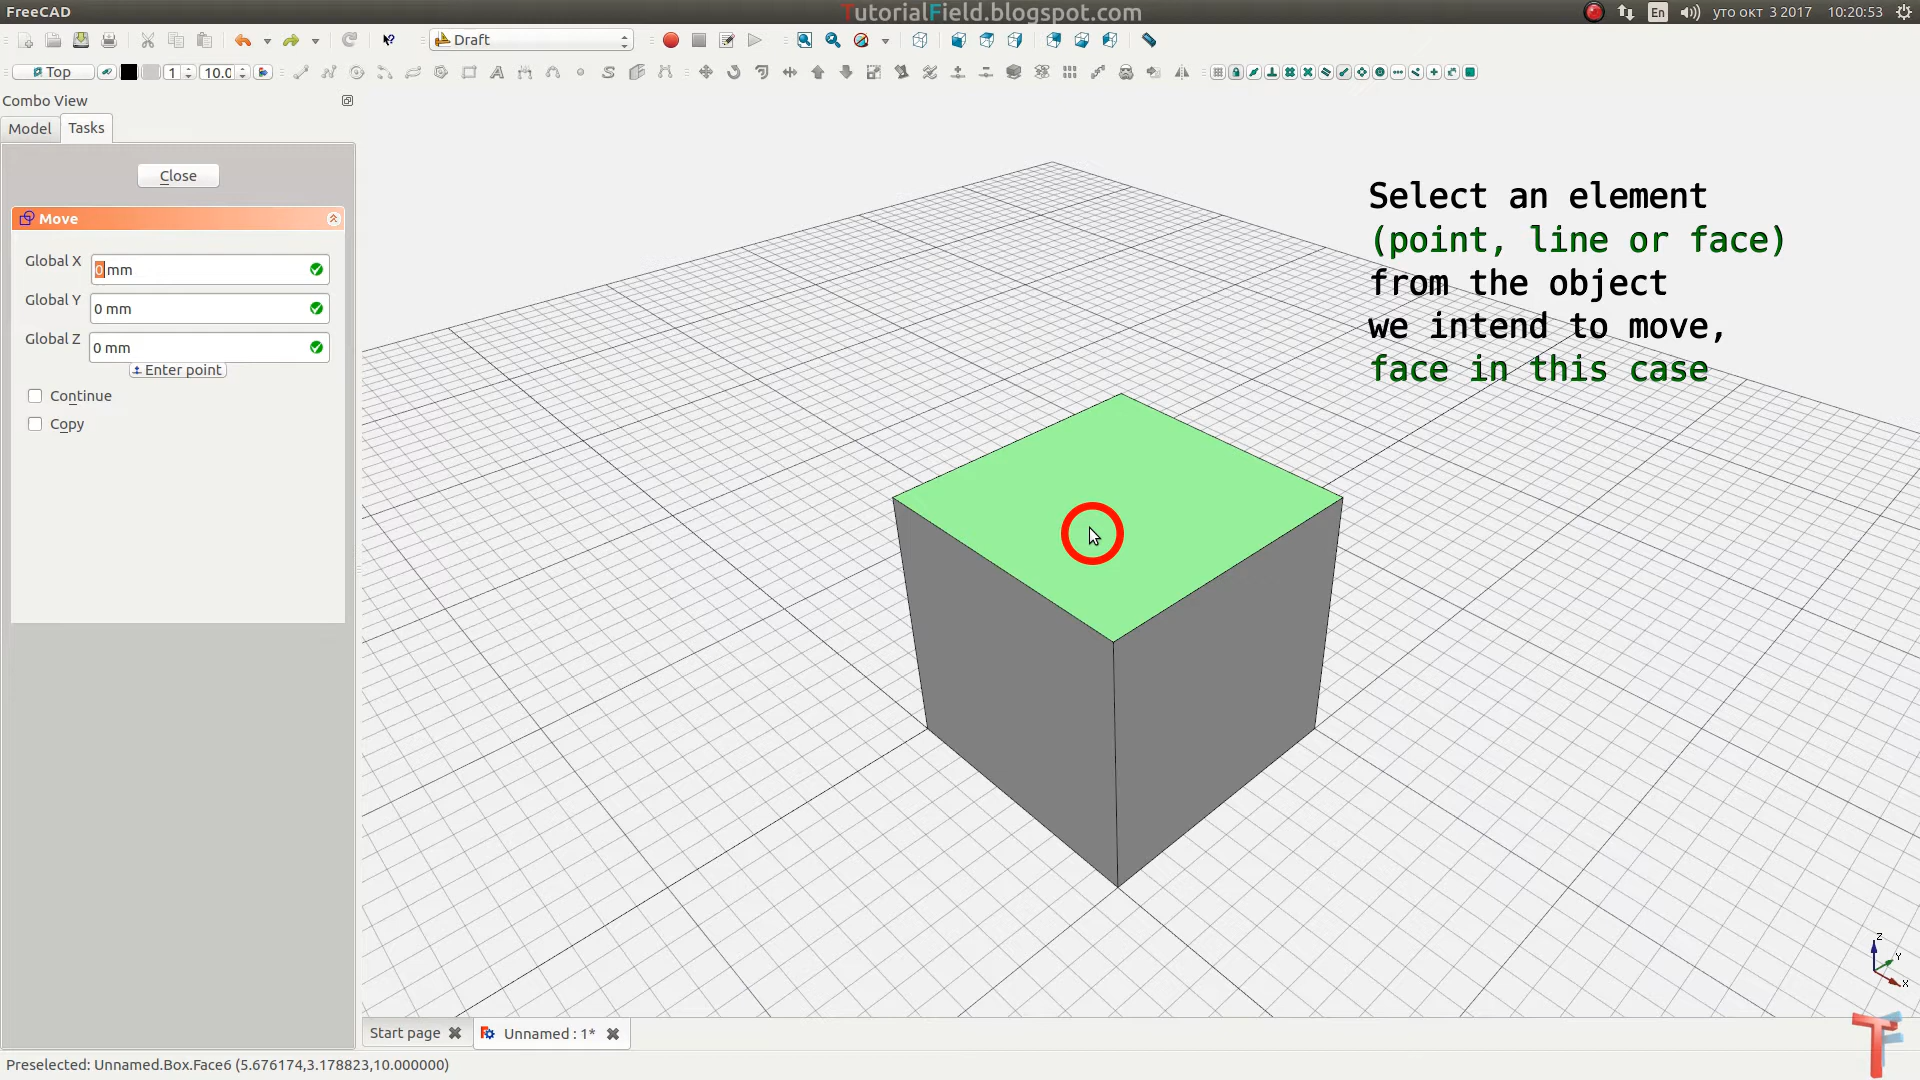 FreeCAD
TutorialField.blogspot.com
En
уто окт 3 2017
10:20:53
Draft
Top
1
10.0
Combo View
Model
Tasks
Close
Move
Global X
0 mm
Global Y
0 mm
Global Z
0 mm
Enter point
Continue
Copy
Select an element
(point, line or face)
from the object
we intend to move,
face in this case
Z
Y
X
Start page
Unnamed : 1*
TF
Preselected: Unnamed.Box.Face6 (5.676174,3.178823,10.000000)